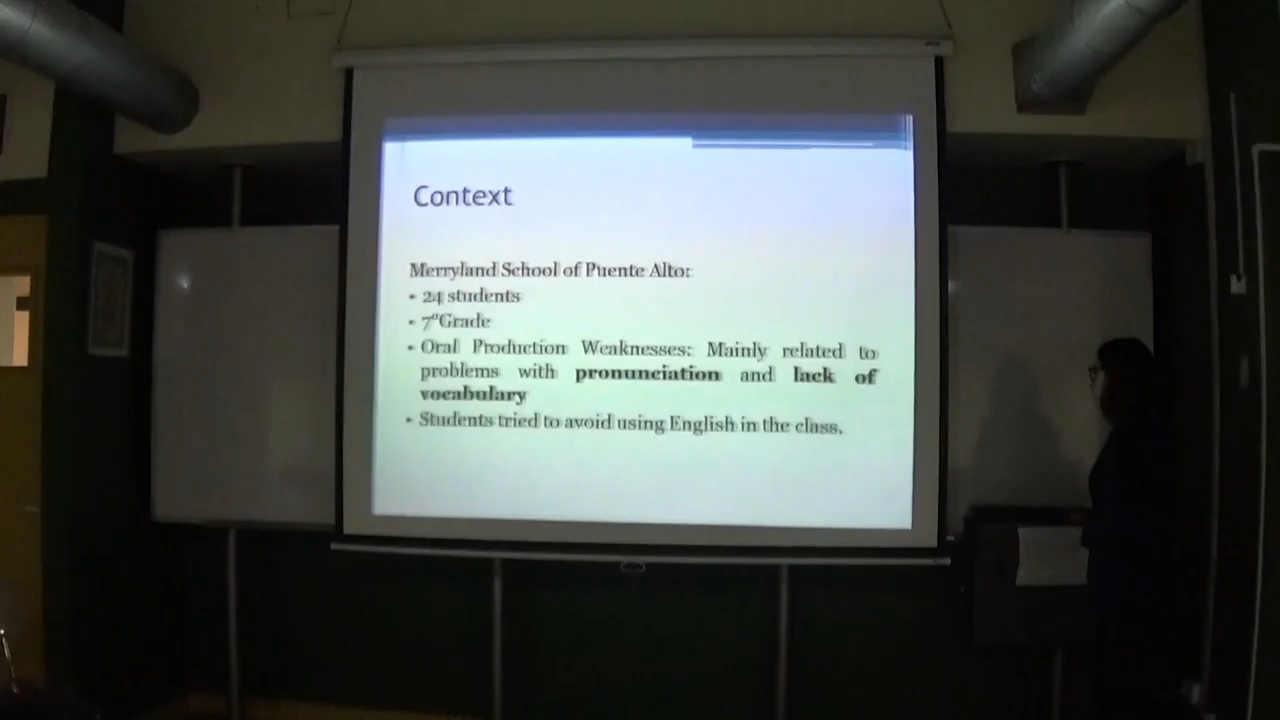 Context
Merryland School of Puente Alto:
- 24 students
- 7°Grade
- Oral Production Weaknesses: Mainly related to
problems with pronunciation and lack of
vocabulary
- Students tried to avoid using English in the class.